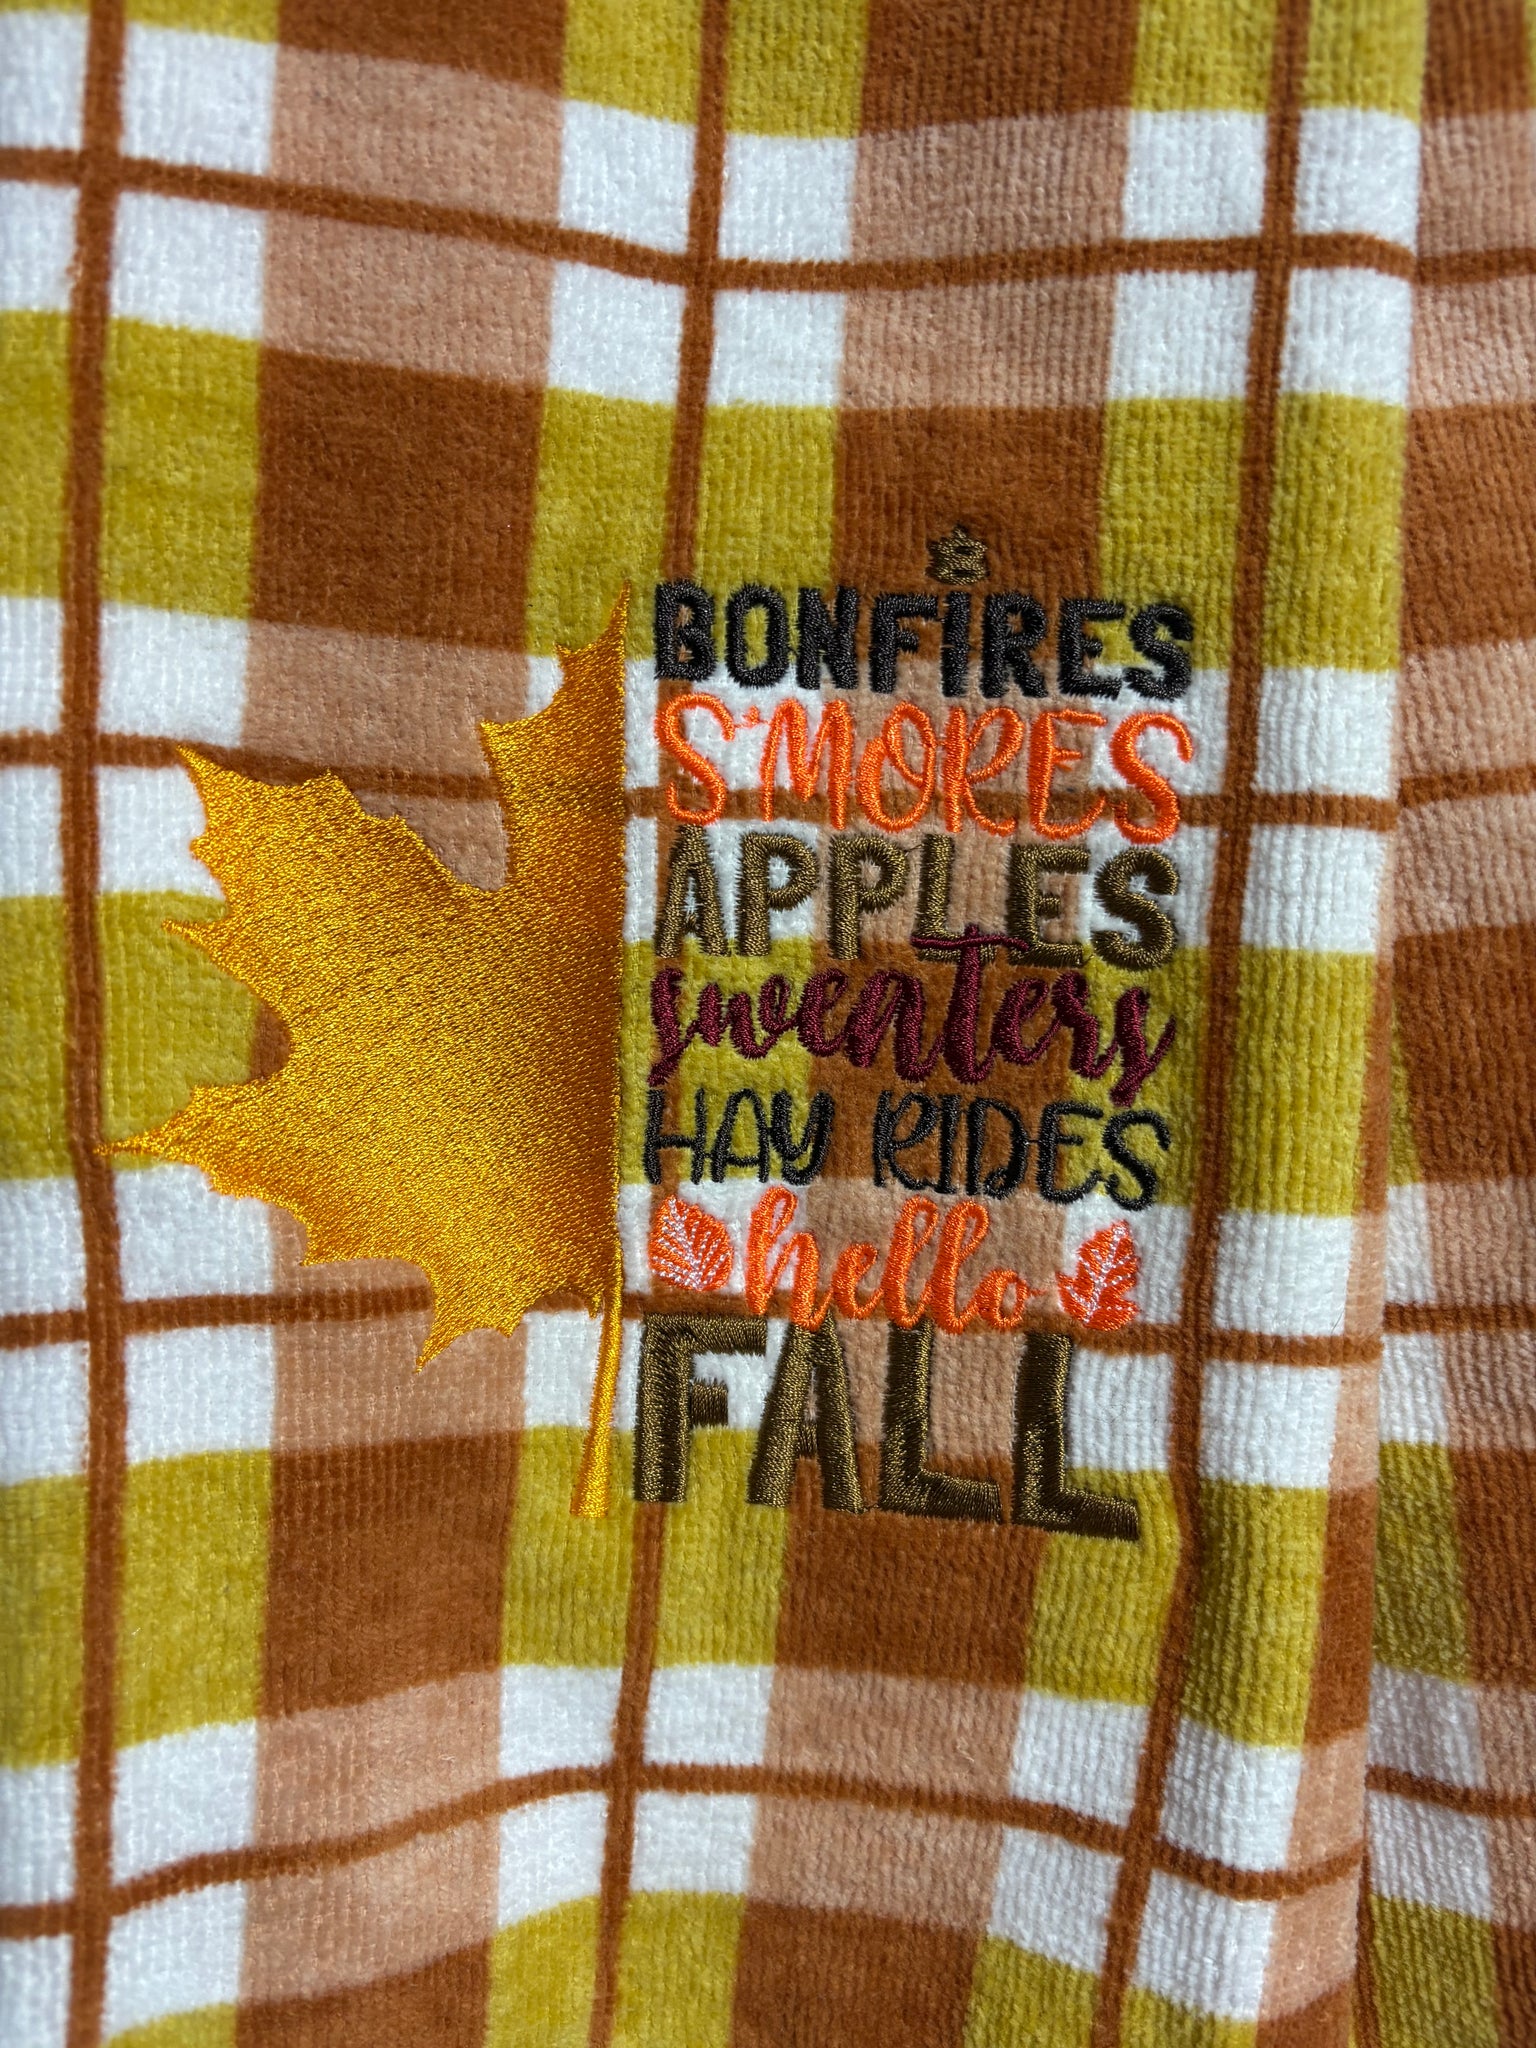 BONFIRES
S'MORES
APPLES
sweaters
HAY RIDES
hello
FALL